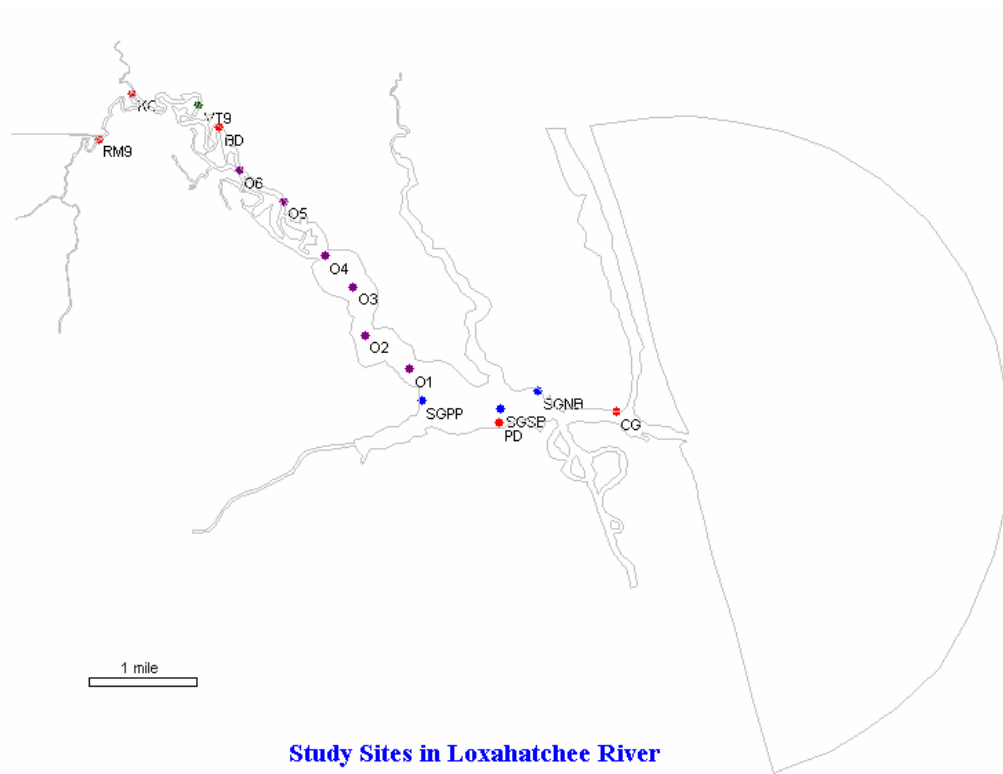 KC
VT9
BD
RM9
O6
O5
O4
O3
O2
O1
SGPP
SGNB
SGSB
CG
PD
1 mile
Study Sites in Loxahatchee River